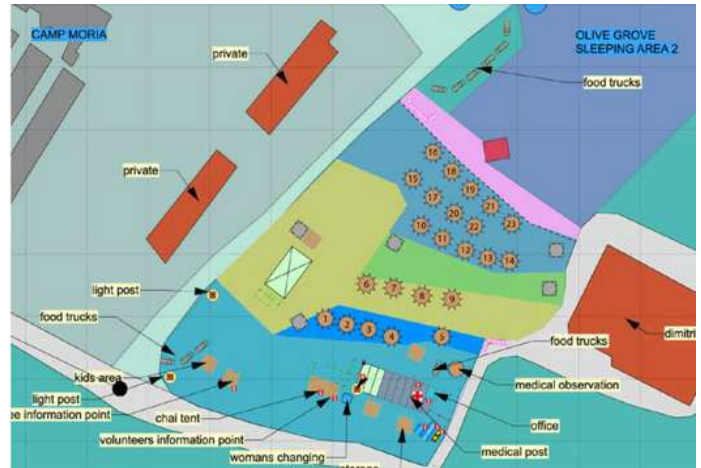 CAMP MORIA
OLIVE GROVE
SLEEPING AREA 2
private
food trucks
private
16
15
18
17
19
21
20
23
10
22
11
12
13
14
light post
6
7
8
9
food trucks
1
2
3
4
5
food trucks
dimitri
kids area
medical observation
light post
ee information point
chai tent
office
volunteers information point
medical post
womans changing
storage